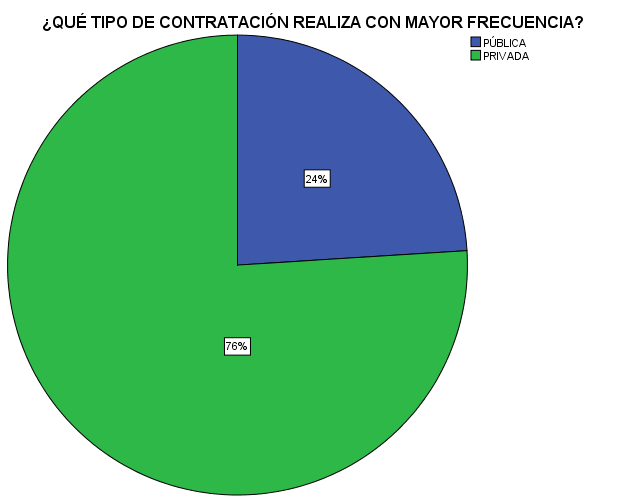 ¿QUÉ TIPO DE CONTRATACIÓN REALIZA CON MAYOR FRECUENCIA?
PÚBLICA
PRIVADA
24%
76%